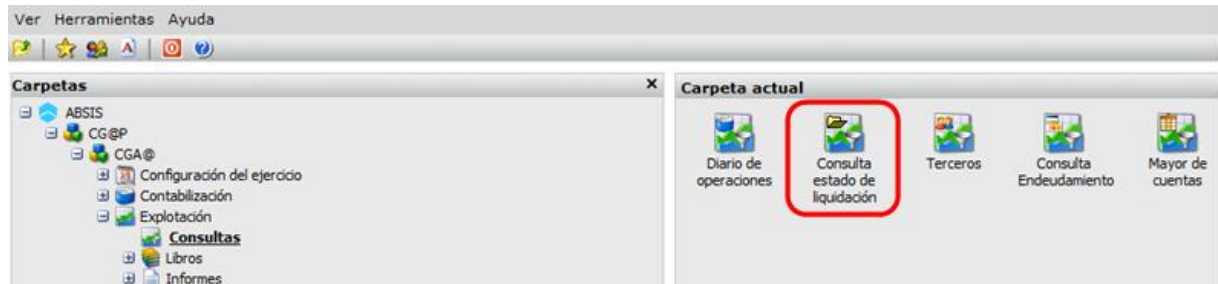 Ver Herramientas Ayuda
Carpetas x
Carpeta actual
ABSIS
CG@P
CGA@
Configuración del ejercicio
Contabilización
Explotación
Consultas
Libros
Informes
Diario de
operaciones
Consulta
estado de
liquidación
Terceros
Consulta
Endeudamiento
Mayor de
cuentas